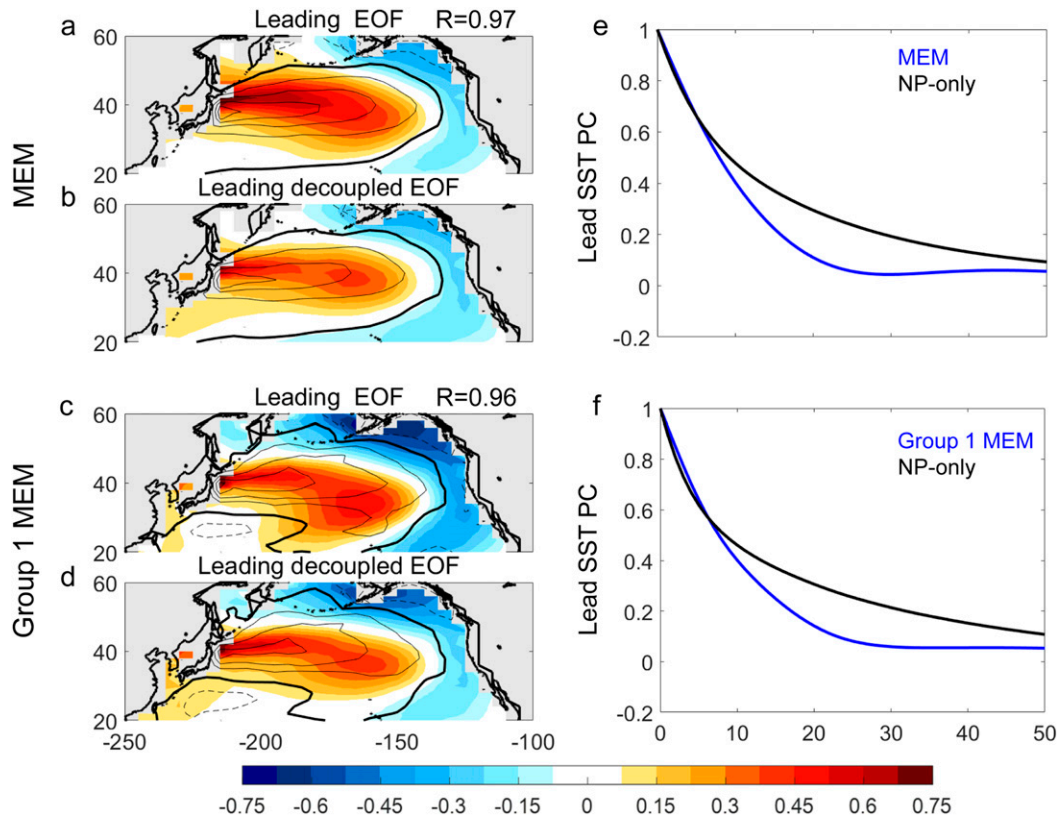 a
Leading EOF R=0.97
60
40
20
MEM
b
Leading decoupled EOF
60
40
20
c
Leading EOF R=0.96
60
40
20
Group 1 MEM
d
Leading decoupled EOF
60
40
20
-250 -200 -150 -100
e
MEM
NP-only
Lead SST PC
1
0.8
0.6
0.4
0.2
0
-0.2
f
Group 1 MEM
NP-only
Lead SST PC
1
0.8
0.6
0.4
0.2
0
-0.2
0 10 20 30 40 50
-0.75 -0.6 -0.45 -0.3 -0.15 0 0.15 0.3 0.45 0.6 0.75